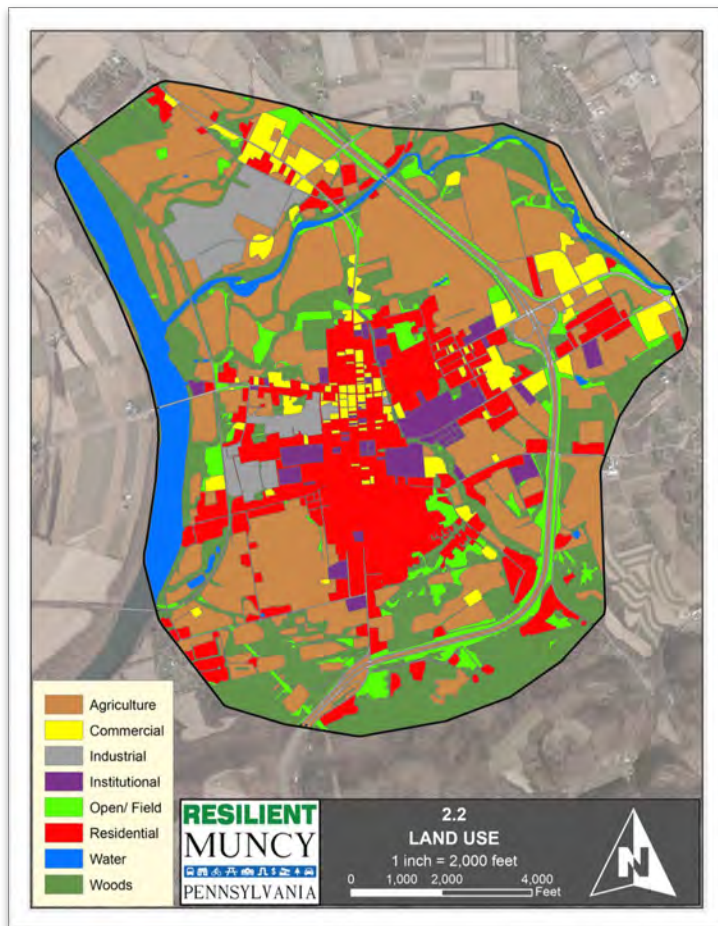 Agriculture
Commercial
Industrial
Institutional
Open/ Field
Residential
Water
Woods
RESILIENT
MUNCY
PENNSYLVANIA
2.2
LAND USE
1 inch = 2,000 feet
0 1,000 2,000 4,000
Feet
N